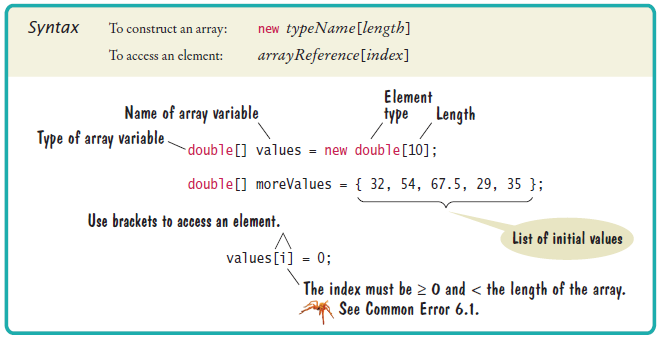 Syntax To construct an array: new typeName[length]
To access an element: arrayReference[index]
Element
Name of array variable type Length
Type of array variable
double[] values = new double[10];
double[] moreValues = { 32, 54, 67.5, 29, 35 };
Use brackets to access an element.
List of initial values
values[i] = 0;
The index must be ≥ 0 and < the length of the array.
See Common Error 6.1.